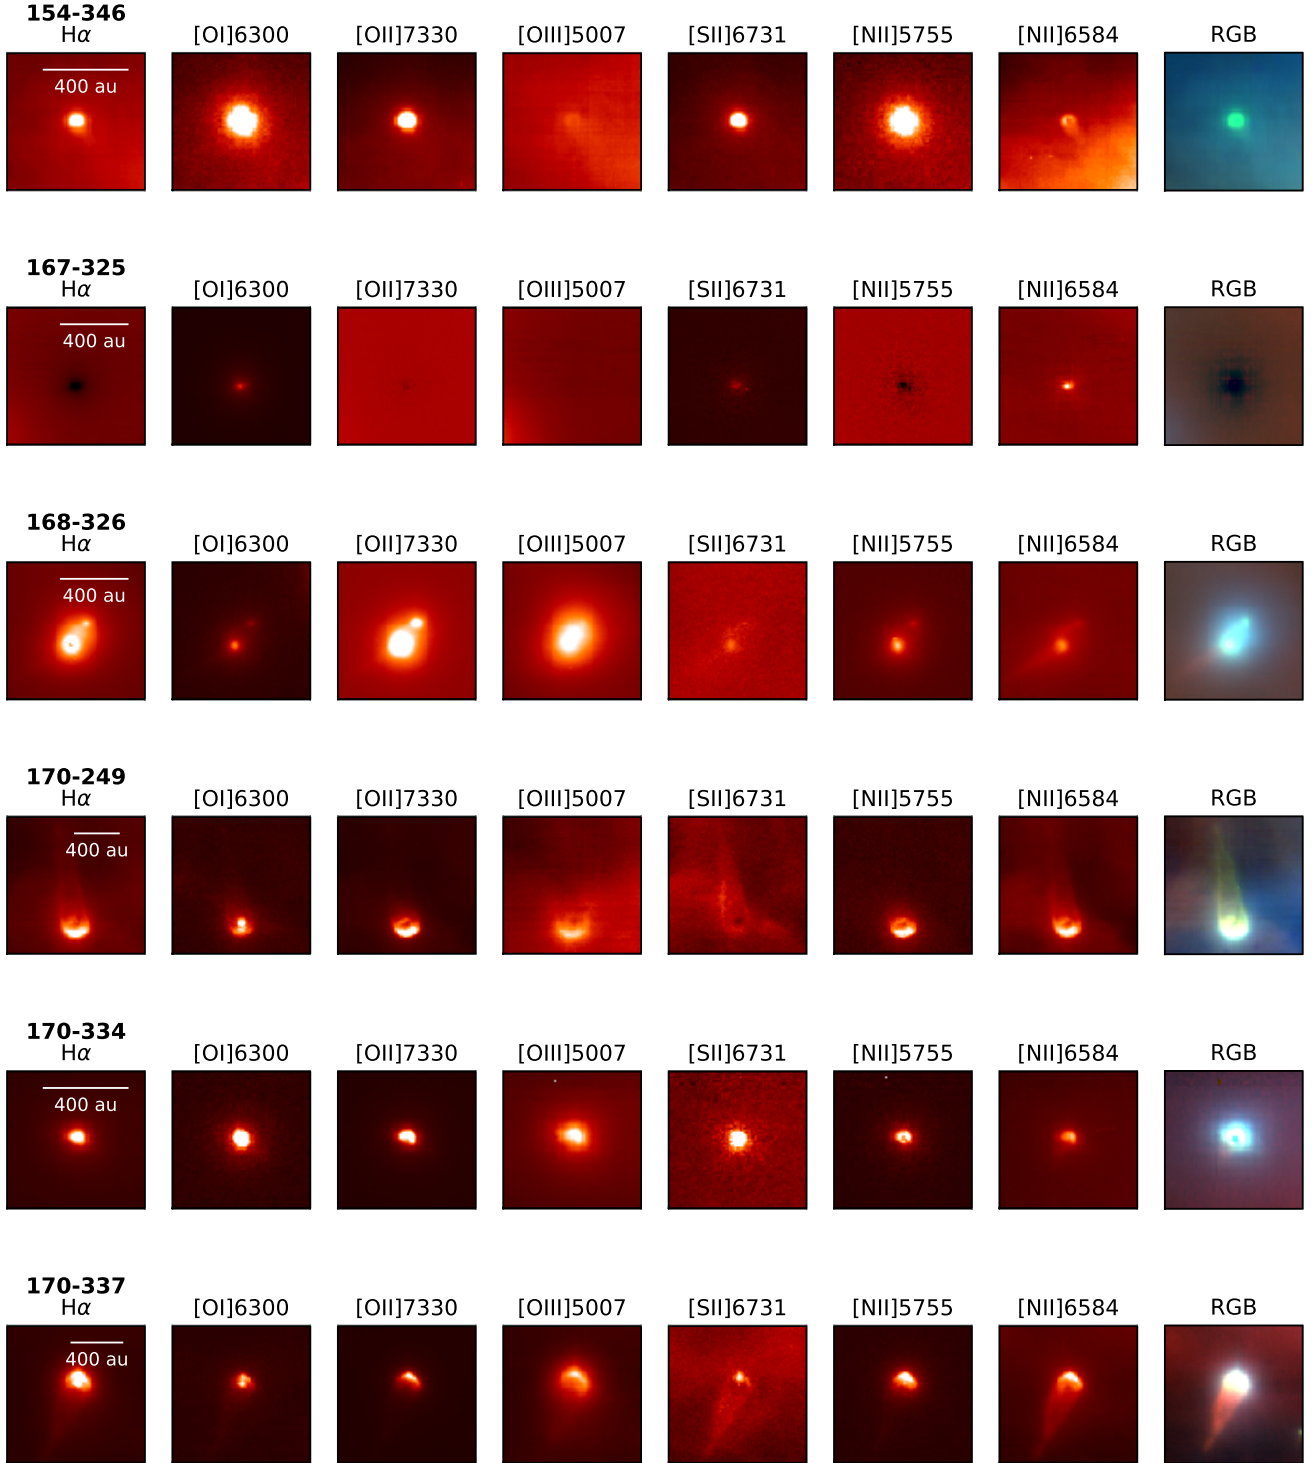 154-346
Hα [OI]6300 [OII]7330 [OIII]5007 [SII]6731 [NII]5755 [NII]6584 RGB
400 au
167-325
Hα [OI]6300 [OII]7330 [OIII]5007 [SII]6731 [NII]5755 [NII]6584 RGB
400 au
168-326
Hα [OI]6300 [OII]7330 [OIII]5007 [SII]6731 [NII]5755 [NII]6584 RGB
400 au
170-249
Hα [OI]6300 [OII]7330 [OIII]5007 [SII]6731 [NII]5755 [NII]6584 RGB
400 au
170-334
Hα [OI]6300 [OII]7330 [OIII]5007 [SII]6731 [NII]5755 [NII]6584 RGB
400 au
170-337
Hα [OI]6300 [OII]7330 [OIII]5007 [SII]6731 [NII]5755 [NII]6584 RGB
400 au